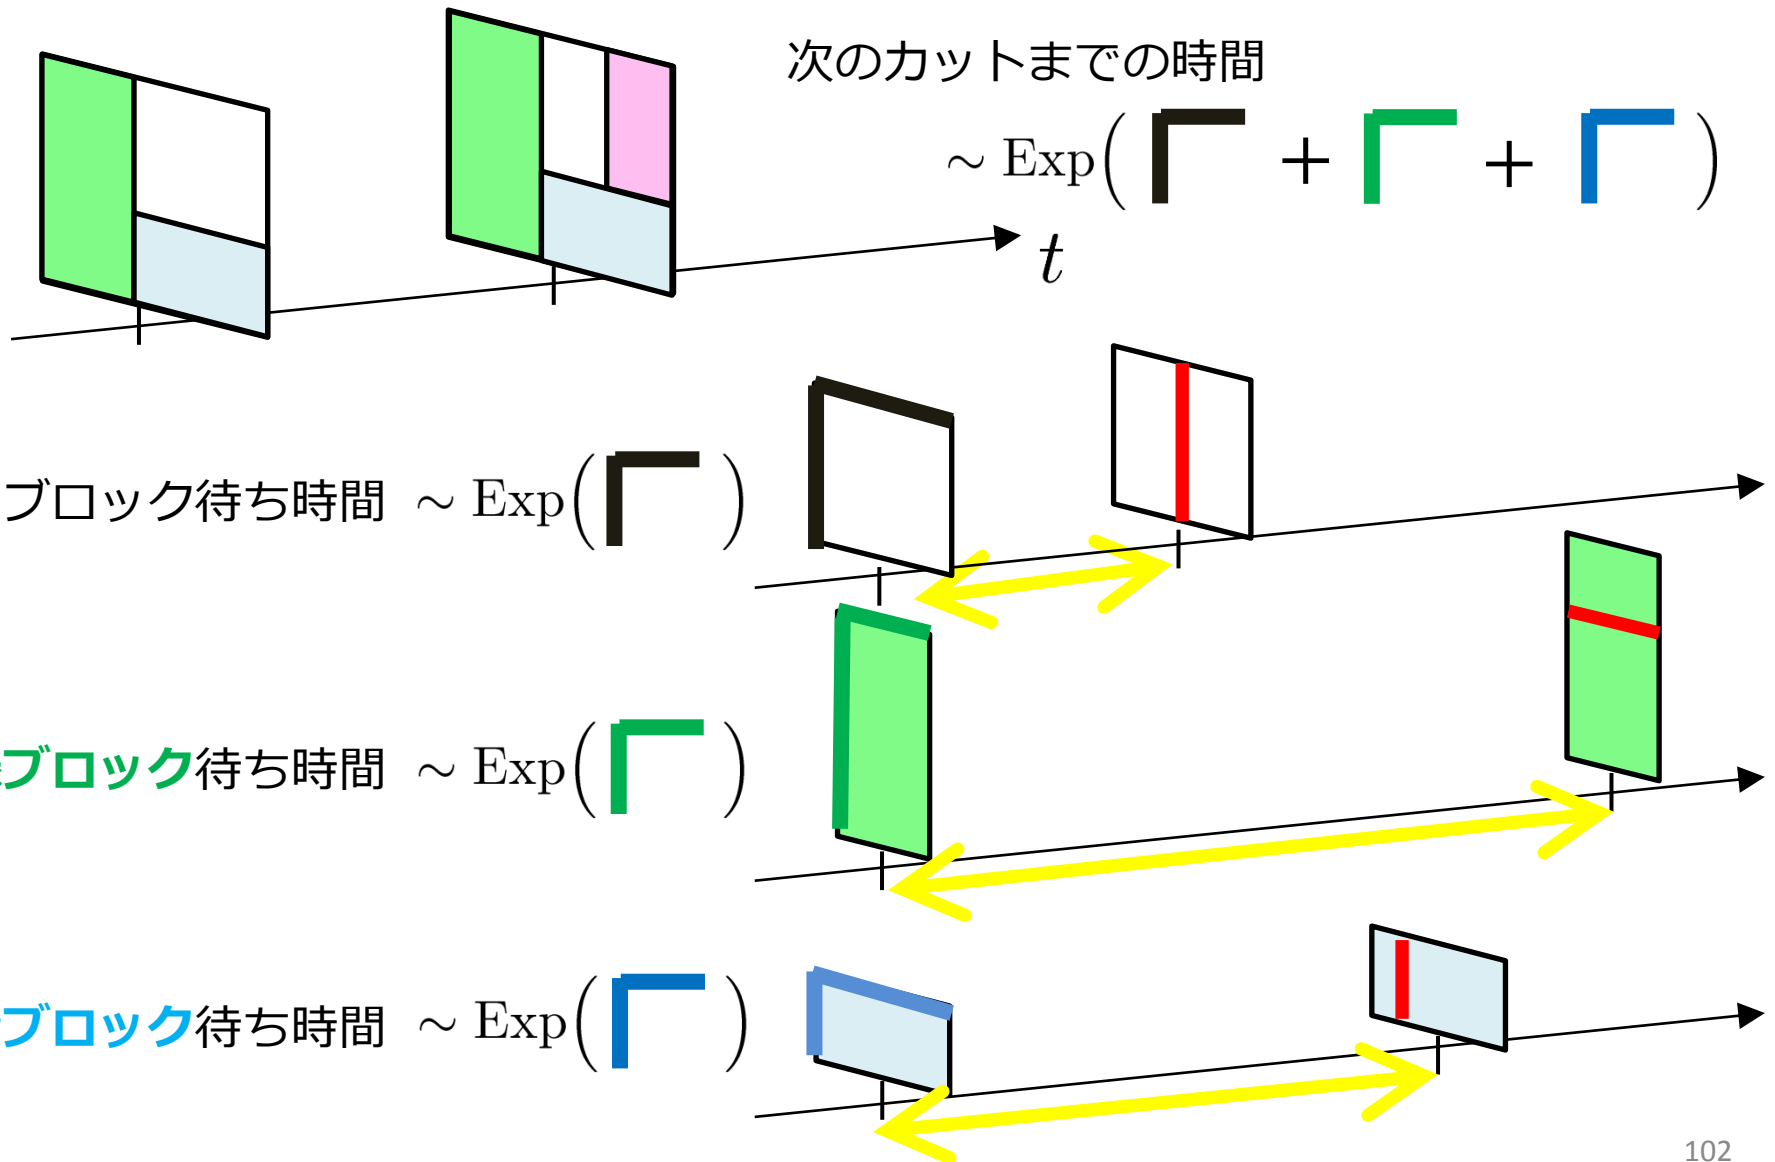 次のカットまでの時間
∼ Exp( + + )
t
ブロック待ち時間 ∼ Exp( )
ブロック待ち時間 ∼ Exp( )
ブロック待ち時間 ∼ Exp( )
102